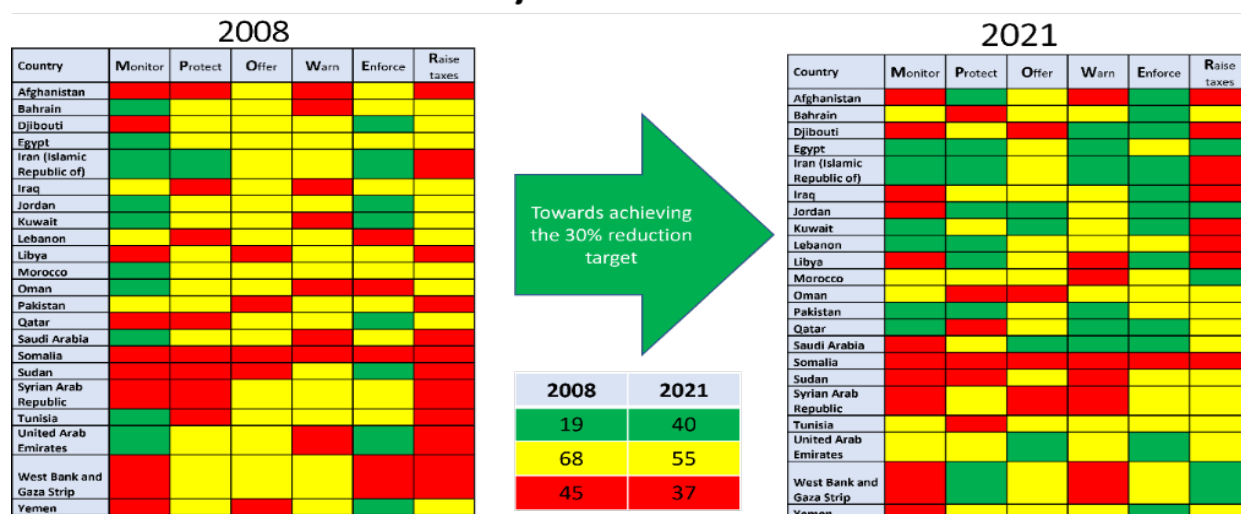 2008
Country Monitor Protect Offer Warn Enforce Raise taxes
Afghanistan
Bahrain
Djibouti
Egypt
Iran (Islamic
Republic of)
Iraq
Jordan
Kuwait
Lebanon
Libya
Morocco
Oman
Pakistan
Qatar
Saudi Arabia
Somalia
Sudan
Syrian Arab
Republic
Tunisia
United Arab
Emirates
West Bank and
Gaza Strip
Yemen
Towards achieving
the 30% reduction
target
2008 2021
19 40
68 55
45 37
2021
Country Monitor Protect Offer Warn Enforce Raise taxes
Afghanistan
Bahrain
Djibouti
Egypt
Iran (Islamic
Republic of)
Iraq
Jordan
Kuwait
Lebanon
Libya
Morocco
Oman
Pakistan
Qatar
Saudi Arabia
Somalia
Sudan
Syrian Arab
Republic
Tunisia
United Arab
Emirates
West Bank and
Gaza Strip
Yemen